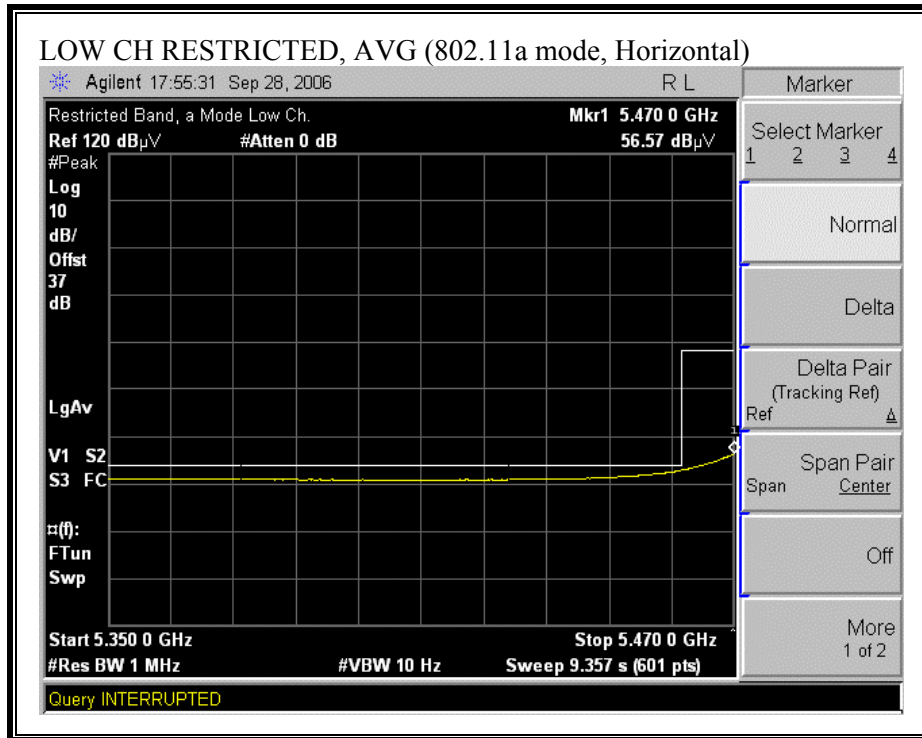 LOW CH RESTRICTED, AVG (802.11a mode, Horizontal)
Agilent 17:55:31 Sep 28, 2006 R L
Restricted Band, a Mode Low Ch. Mkr1 5.470 0 GHz
Ref 120 dBµV #Atten 0 dB 56.57 dBµV
#Peak
Log
10
dB/
Offst
37
dB
LgAv
V1 S2
S3 FC
¤(f):
FTun
Swp
1
Start 5.350 0 GHz Stop 5.470 0 GHz ^
#Res BW 1 MHz #VBW 10 Hz Sweep 9.357 s (601 pts)
Query INTERRUPTED
Marker
Select Marker
1 2 3 4
Normal
Delta
Delta Pair
(Tracking Ref)
Ref Δ
Span Pair
Span Center
Off
More
1 of 2